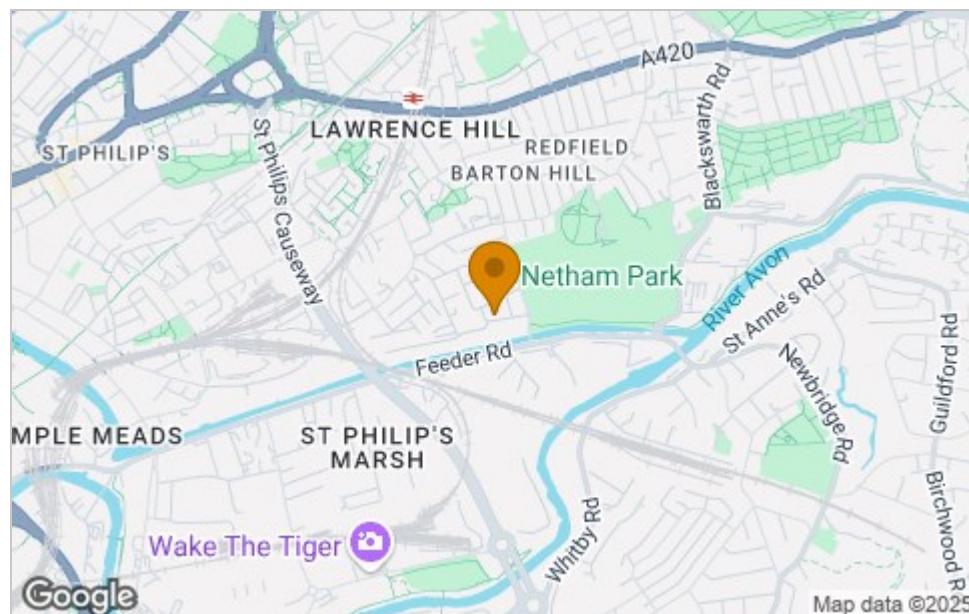 A420
LAWRENCE HILL
ST PHILIP'S
REDFIELD
BARTON HILL
Blackswarth Rd
St Philips Causeway
Netham Park
River Avon
St Anne's Rd
Feeder Rd
Newbridge Rd
Guildford Rd
MPLE MEADS
ST PHILIP'S
MARSH
Wake The Tiger
Whitby Rd
Birchwood R
Google
Map data ©2025